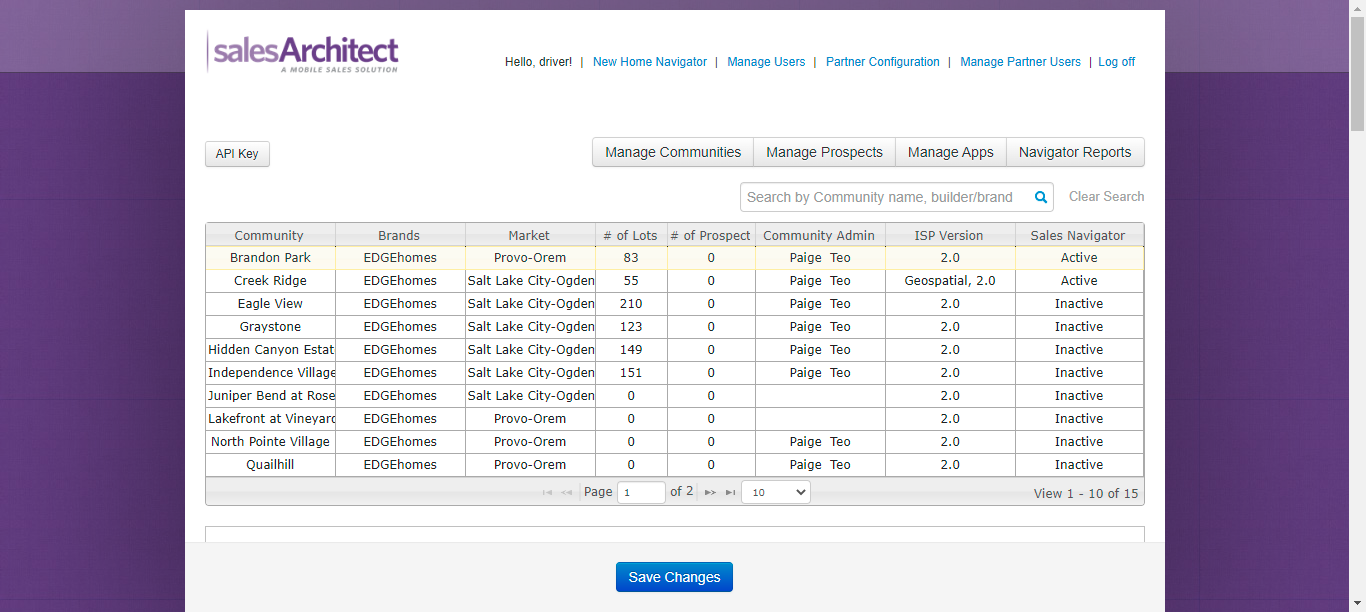 salesArchitect
A MOBILE SALES SOLUTION
Hello, driver! | New Home Navigator | Manage Users | Partner Configuration | Manage Partner Users | Log off
API Key
Manage Communities Manage Prospects Manage Apps Navigator Reports
Search by Community name, builder/brand Clear Search
Community Brands Market # of Lots # of Prospect Community Admin ISP Version Sales Navigator
Brandon Park EDGEhomes Provo-Orem 83 0 Paige Teo 2.0 Active
Creek Ridge EDGEhomes Salt Lake City-Ogden 55 0 Paige Teo Geospatial, 2.0 Active
Eagle View EDGEhomes Salt Lake City-Ogden 210 0 Paige Teo 2.0 Inactive
Graystone EDGEhomes Salt Lake City-Ogden 123 0 Paige Teo 2.0 Inactive
Hidden Canyon Estat EDGEhomes Salt Lake City-Ogden 149 0 Paige Teo 2.0 Inactive
Independence Village EDGEhomes Salt Lake City-Ogden 151 0 Paige Teo 2.0 Inactive
Juniper Bend at Rose EDGEhomes Salt Lake City-Ogden 0 0 2.0 Inactive
Lakefront at Vineyard EDGEhomes Provo-Orem 0 0 2.0 Inactive
North Pointe Village EDGEhomes Provo-Orem 0 0 Paige Teo 2.0 Inactive
Quailhill EDGEhomes Provo-Orem 0 0 Paige Teo 2.0 Inactive
Page 1 of 2 10 View 1 - 10 of 15
Save Changes